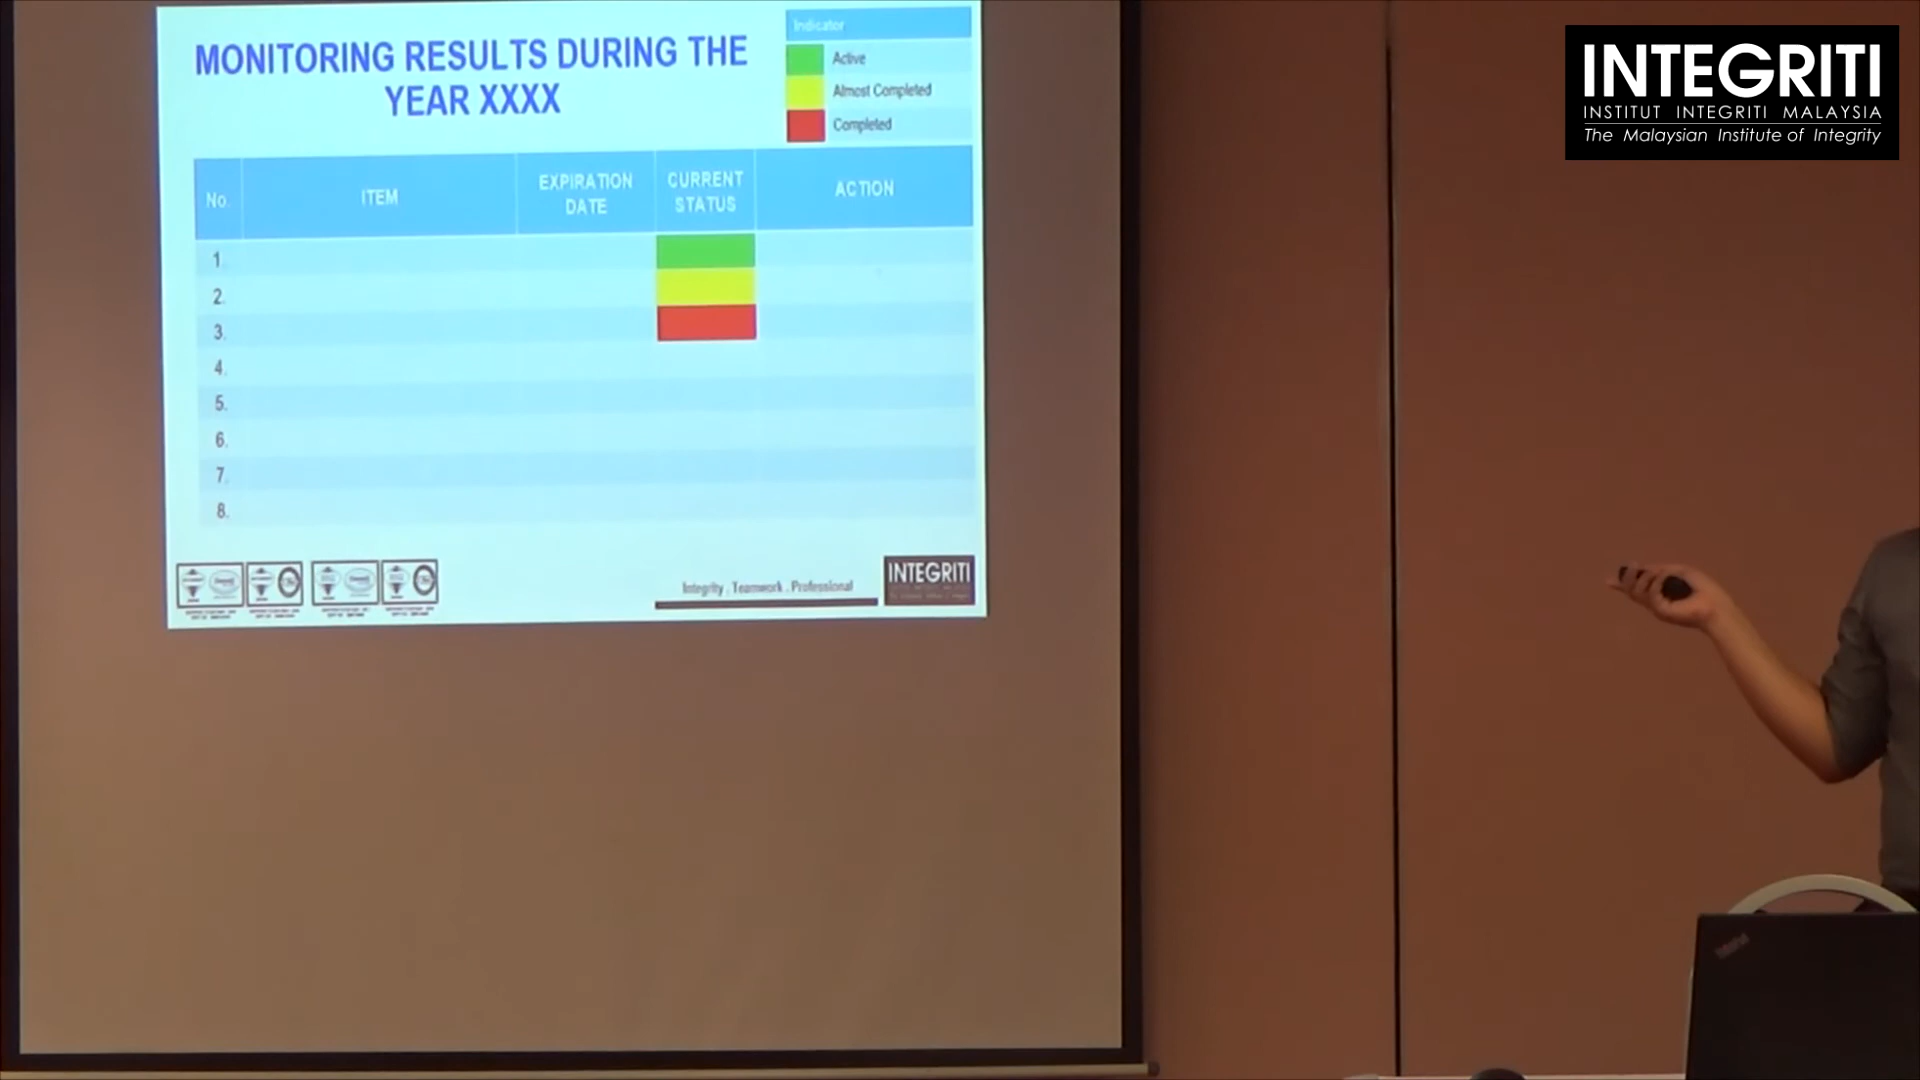 MONITORING RESULTS DURING THE
YEAR XXXX
Indicator
Active
Almost Completed
Completed
No.
ITEM
EXPIRATION
DATE
CURRENT
STATUS
ACTION
1.
2.
3.
4.
5.
6.
7.
8.
Integrity . Teamwork . Professional
INTEGRITI
INTEGRITI
INSTITUT INTEGRITI MALAYSIA
The Malaysian Institute of Integrity
ThinkPad